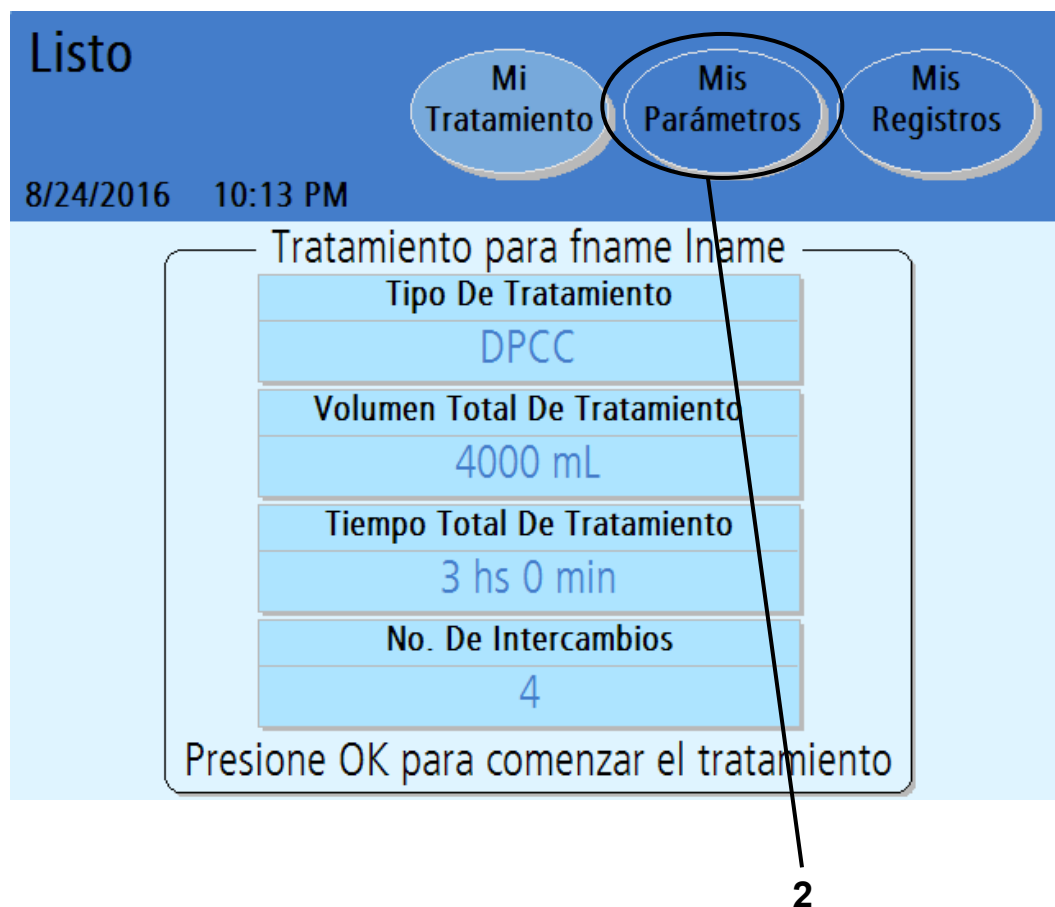 Listo
Mi
Tratamiento
Mis
Parámetros
Mis
Registros
8/24/2016 10:13 PM
Tratamiento para fname lname
Tipo De Tratamiento
DPCC
Volumen Total De Tratamiento
4000 mL
Tiempo Total De Tratamiento
3 hs 0 min
No. De Intercambios
4
Presione OK para comenzar el tratamiento
2